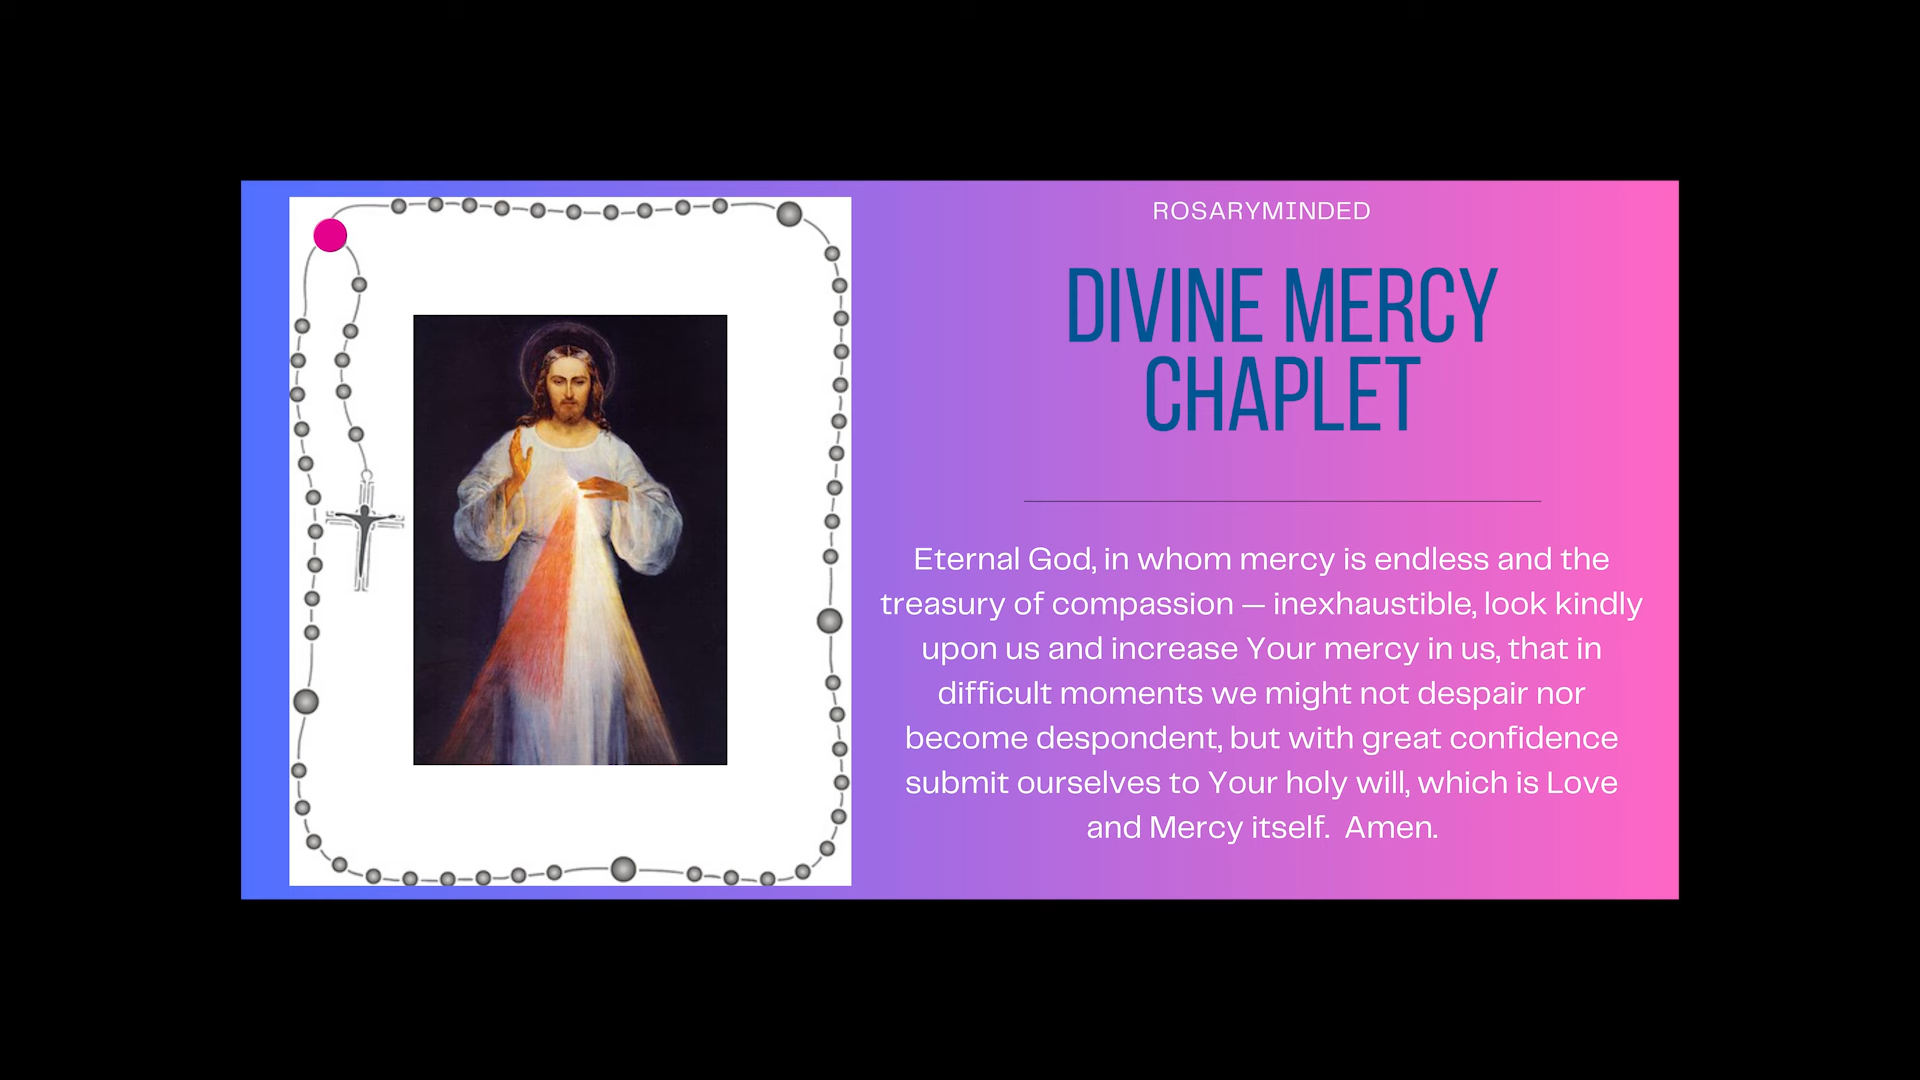 ROSARYMINDED
DIVINE MERCY
CHAPLET
Eternal God, in whom mercy is endless and the
treasury of compassion — inexhaustible, look kindly
upon us and increase Your mercy in us, that in
difficult moments we might not despair nor
become despondent, but with great confidence
submit ourselves to Your holy will, which is Love
and Mercy itself.  Amen.